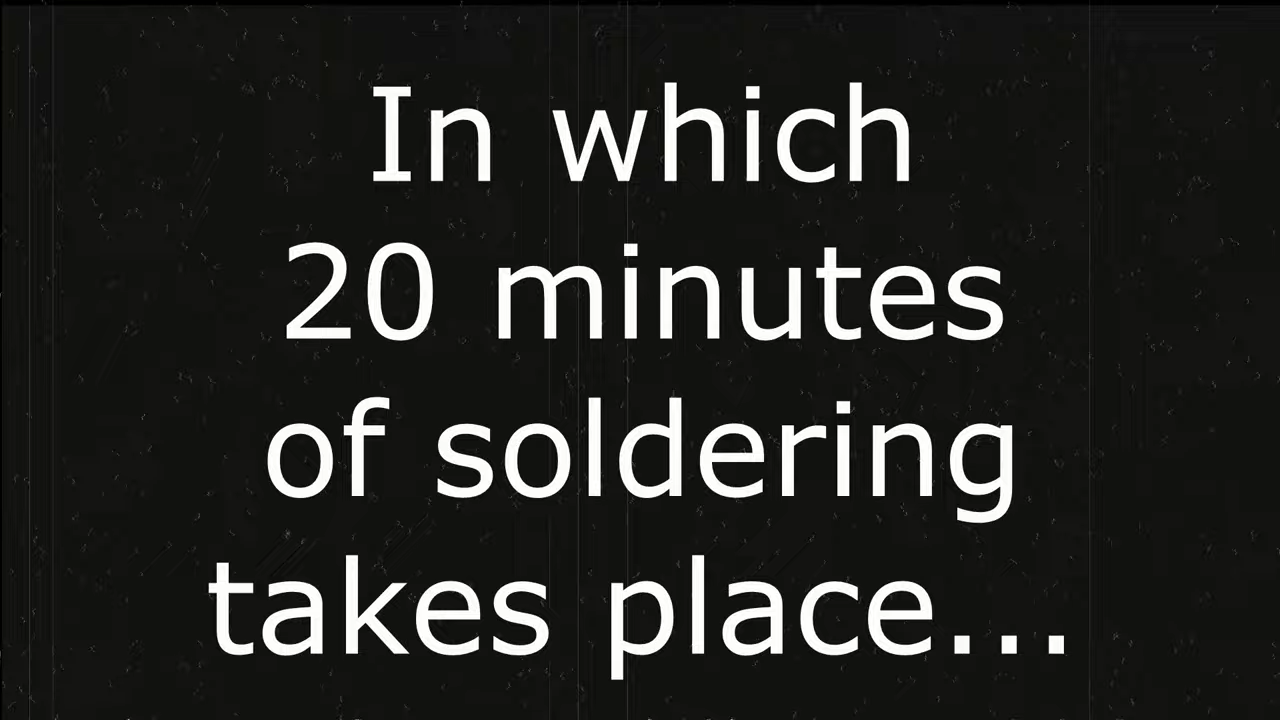 In which
20 minutes
of soldering
takes place...